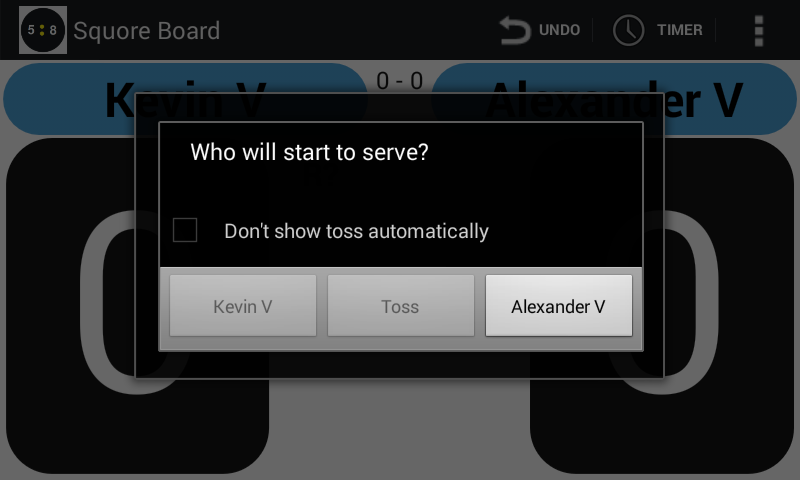 5:8 Squore Board UNDO TIMER
0 - 0
Kevin V Alexander V
Who will start to serve?
Don't show toss automatically
Kevin V Toss Alexander V
0 0